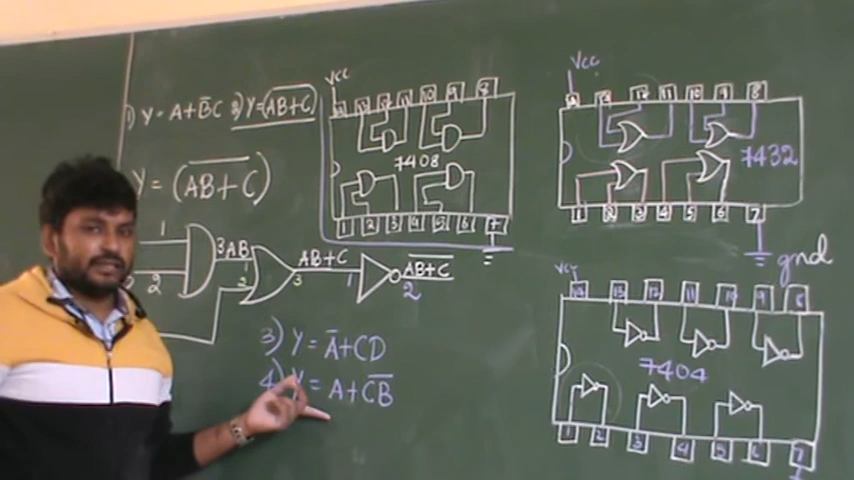 1) Y = A + B̅C 2) Y = (A̅B̅+̅C̅)
Y = (A̅B̅+̅C̅)
1
2
3 AB
1
2
AB+C
3
1
A̅B̅+̅C̅
2
3) Y = A̅ + CD
4) Y = A + C̅B̅
Vcc
14 13 12 11 10 9 8
7408
1 2 3 4 5 6 7
Vcc
14 13 12 11 10 9 8
7432
1 2 3 4 5 6 7
gnd
Vcc
14 13 12 11 10 9 8
7404
1 2 3 4 5 6 7